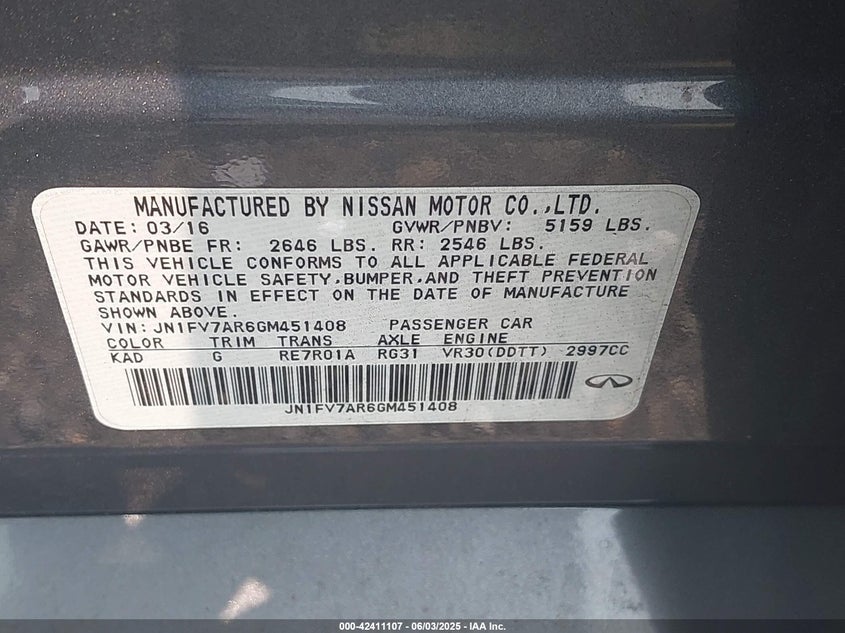 MANUFACTURED BY NISSAN MOTOR CO.,LTD.
DATE: 03/16 GVWR/PNBV: 5159 LBS.
GAWR/PNBE FR: 2646 LBS. RR: 2546 LBS.
THIS VEHICLE CONFORMS TO ALL APPLICABLE FEDERAL
MOTOR VEHICLE SAFETY,BUMPER,AND THEFT PREVENTION
STANDARDS IN EFFECT ON THE DATE OF MANUFACTURE
SHOWN ABOVE.
VIN: JN1FV7AR6GM451408 PASSENGER CAR
COLOR TRIM TRANS AXLE ENGINE
KAD G RE7R01A RG31 VR30(DDTT) 2997CC
JN1FV7AR6GM451408
000-42411107 - 06/03/2025 - IAA Inc.